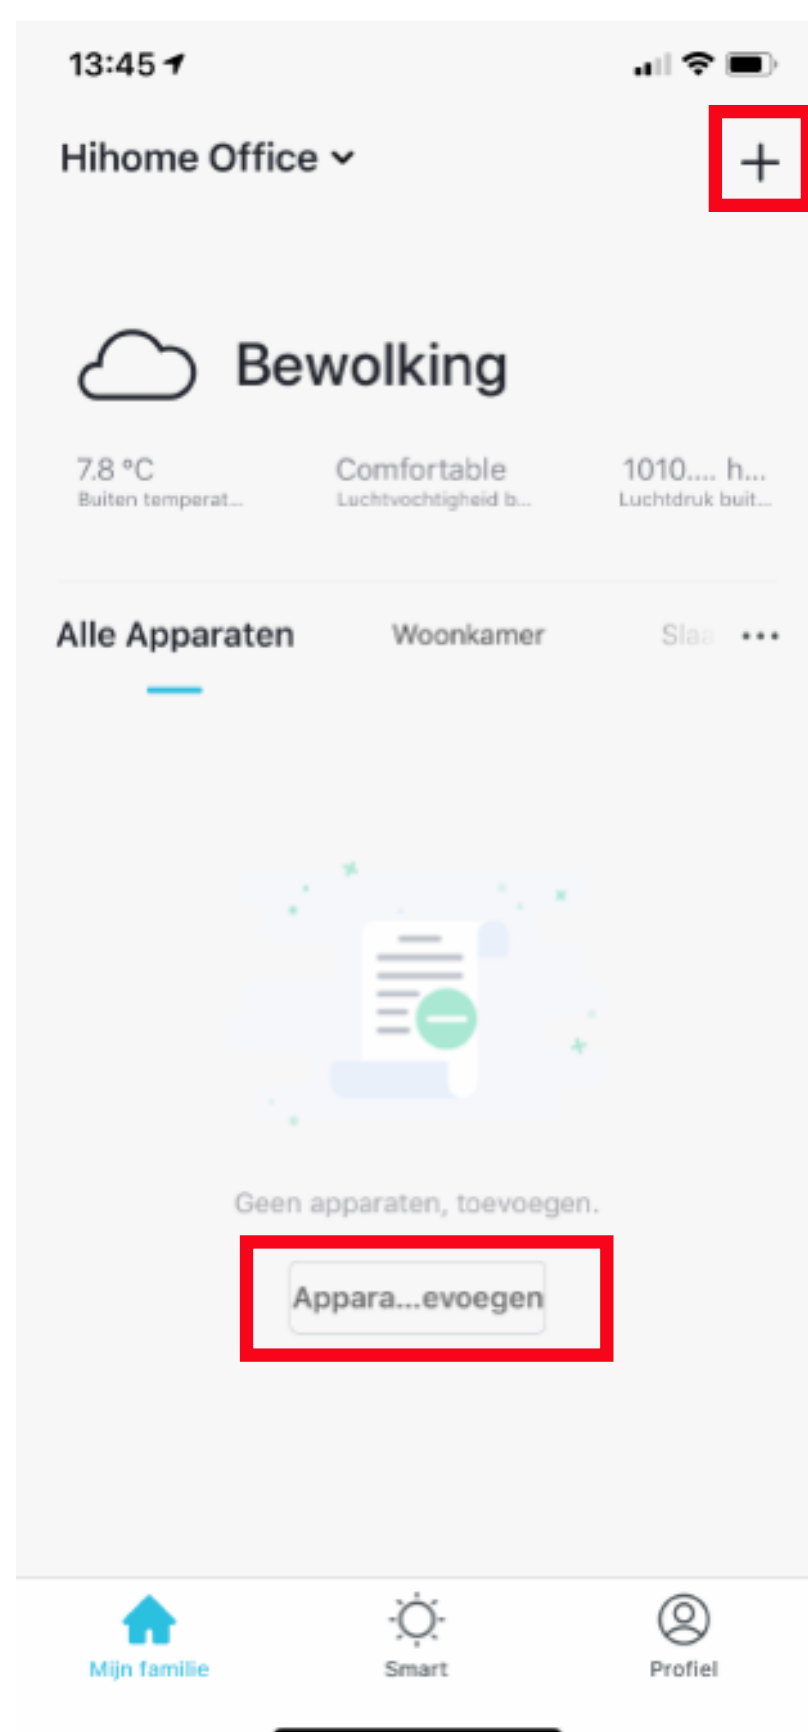 13:45
Hihome Office
Bewolking
7.8 °C Comfortable 1010.... h...
Buiten temperat... Luchtvochtigheid b... Luchtdruk buit...
Alle Apparaten Woonkamer Slaa ...
Geen apparaten, toevoegen.
Appara...evoegen
Mijn familie Smart Profiel